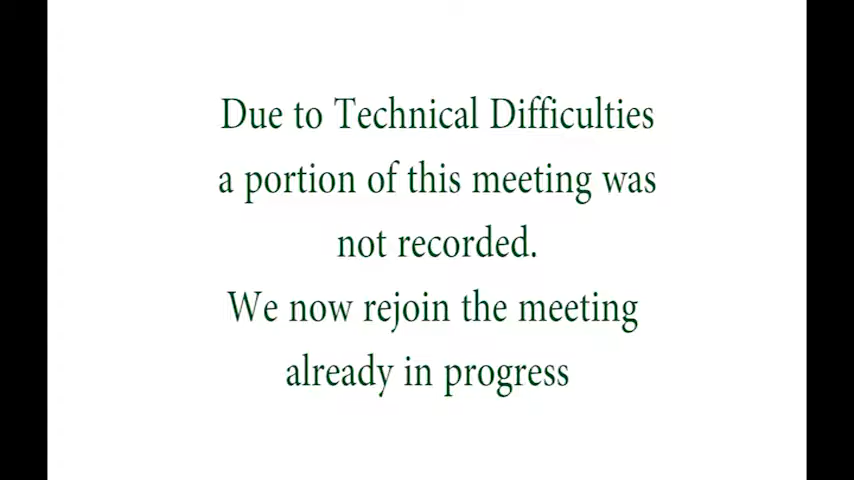 Due to Technical Difficulties
a portion of this meeting was
not recorded.
We now rejoin the meeting
already in progress